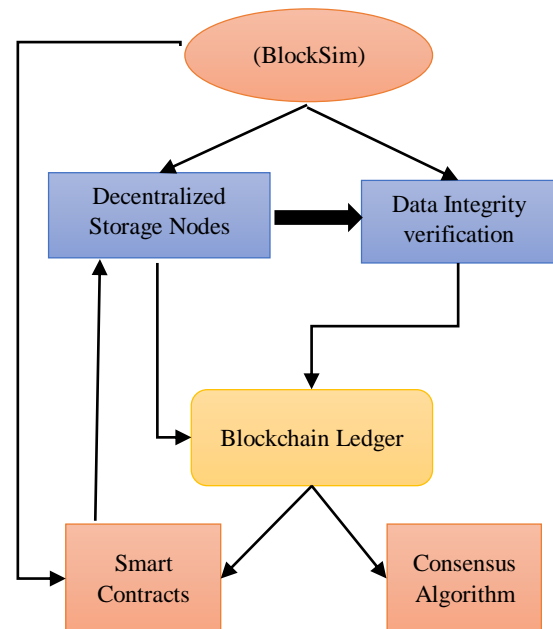 (BlockSim)
Decentralized
Storage Nodes
Data Integrity
verification
Blockchain Ledger
Smart
Contracts
Consensus
Algorithm